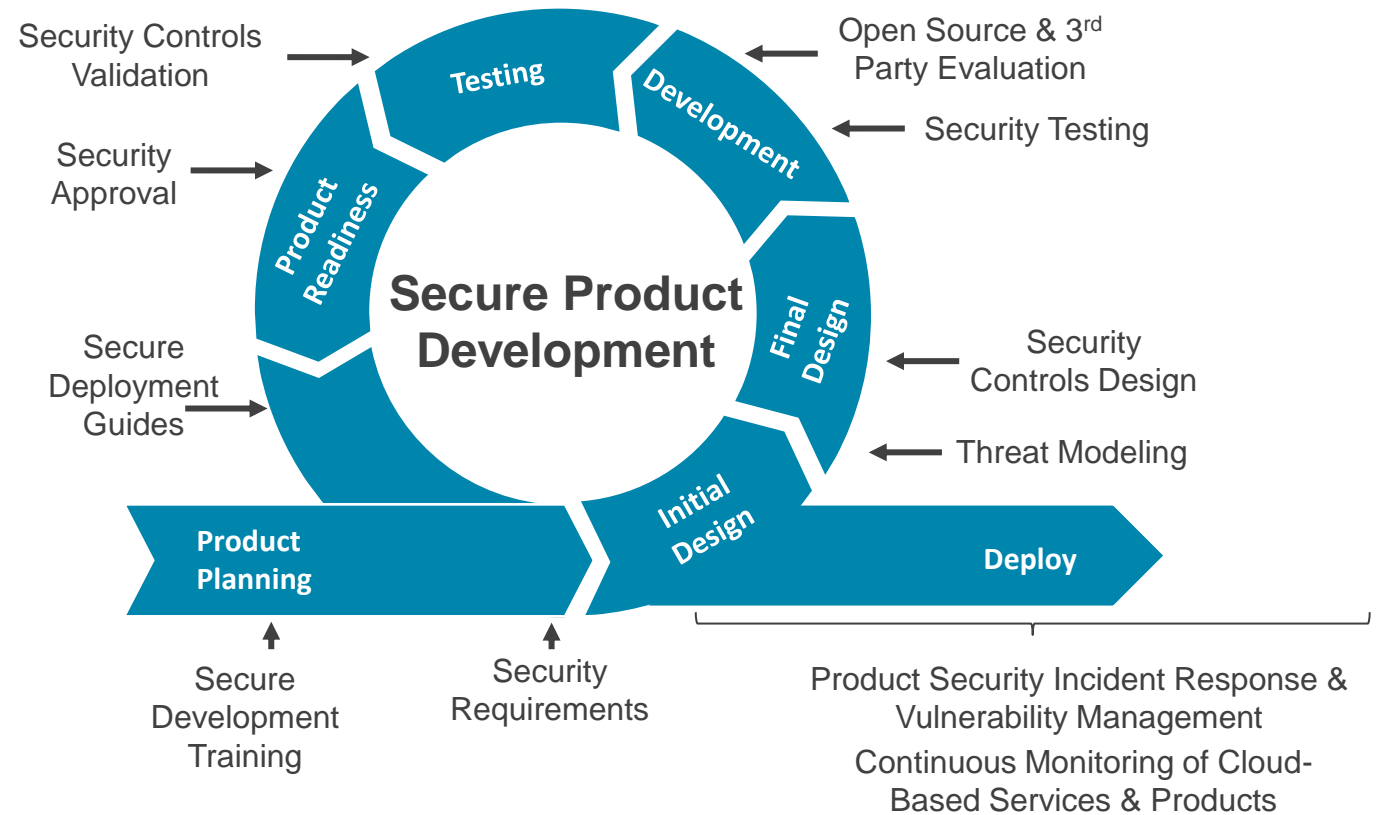 Security Controls
Validation
Testing
Open Source & 3rd
Party Evaluation
Development
Security Testing
Security
Approval
Product
Readiness
Secure Product
Development
Final
Design
Security
Controls Design
Secure
Deployment
Guides
Threat Modeling
Initial
Design
Product
Planning
Deploy
Secure
Development
Training
Security
Requirements
Product Security Incident Response &
Vulnerability Management
Continuous Monitoring of Cloud-
Based Services & Products